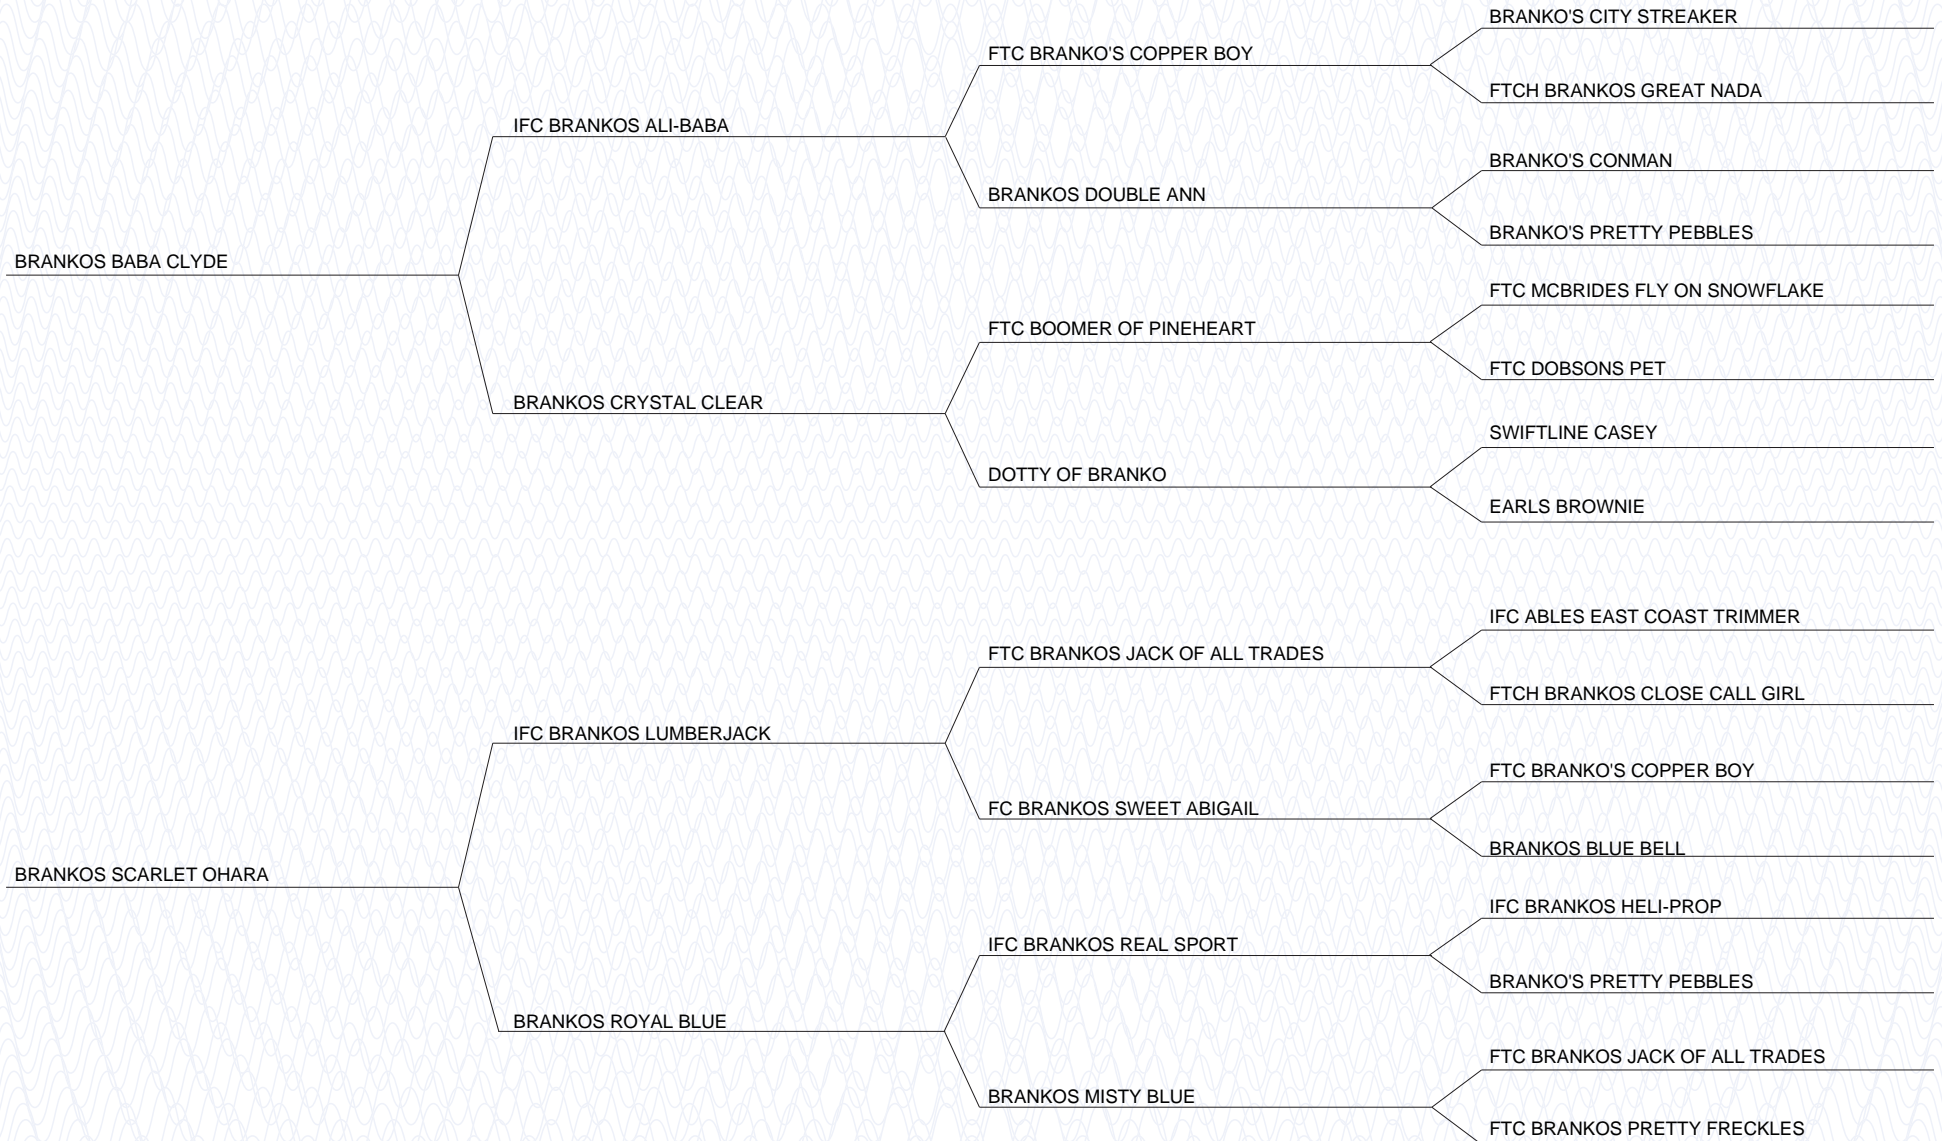 BRANKO'S CITY STREAKER
FTC BRANKO'S COPPER BOY
FTCH BRANKOS GREAT NADA
IFC BRANKOS ALI-BABA
BRANKO'S CONMAN
BRANKOS DOUBLE ANN
BRANKO'S PRETTY PEBBLES
BRANKOS BABA CLYDE
FTC MCBRIDES FLY ON SNOWFLAKE
FTC BOOMER OF PINEHEART
FTC DOBSONS PET
BRANKOS CRYSTAL CLEAR
SWIFTLINE CASEY
DOTTY OF BRANKO
EARLS BROWNIE
IFC ABLES EAST COAST TRIMMER
FTC BRANKOS JACK OF ALL TRADES
FTCH BRANKOS CLOSE CALL GIRL
IFC BRANKOS LUMBERJACK
FTC BRANKO'S COPPER BOY
FC BRANKOS SWEET ABIGAIL
BRANKOS BLUE BELL
BRANKOS SCARLET OHARA
IFC BRANKOS HELI-PROP
IFC BRANKOS REAL SPORT
BRANKO'S PRETTY PEBBLES
BRANKOS ROYAL BLUE
FTC BRANKOS JACK OF ALL TRADES
BRANKOS MISTY BLUE
FTC BRANKOS PRETTY FRECKLES